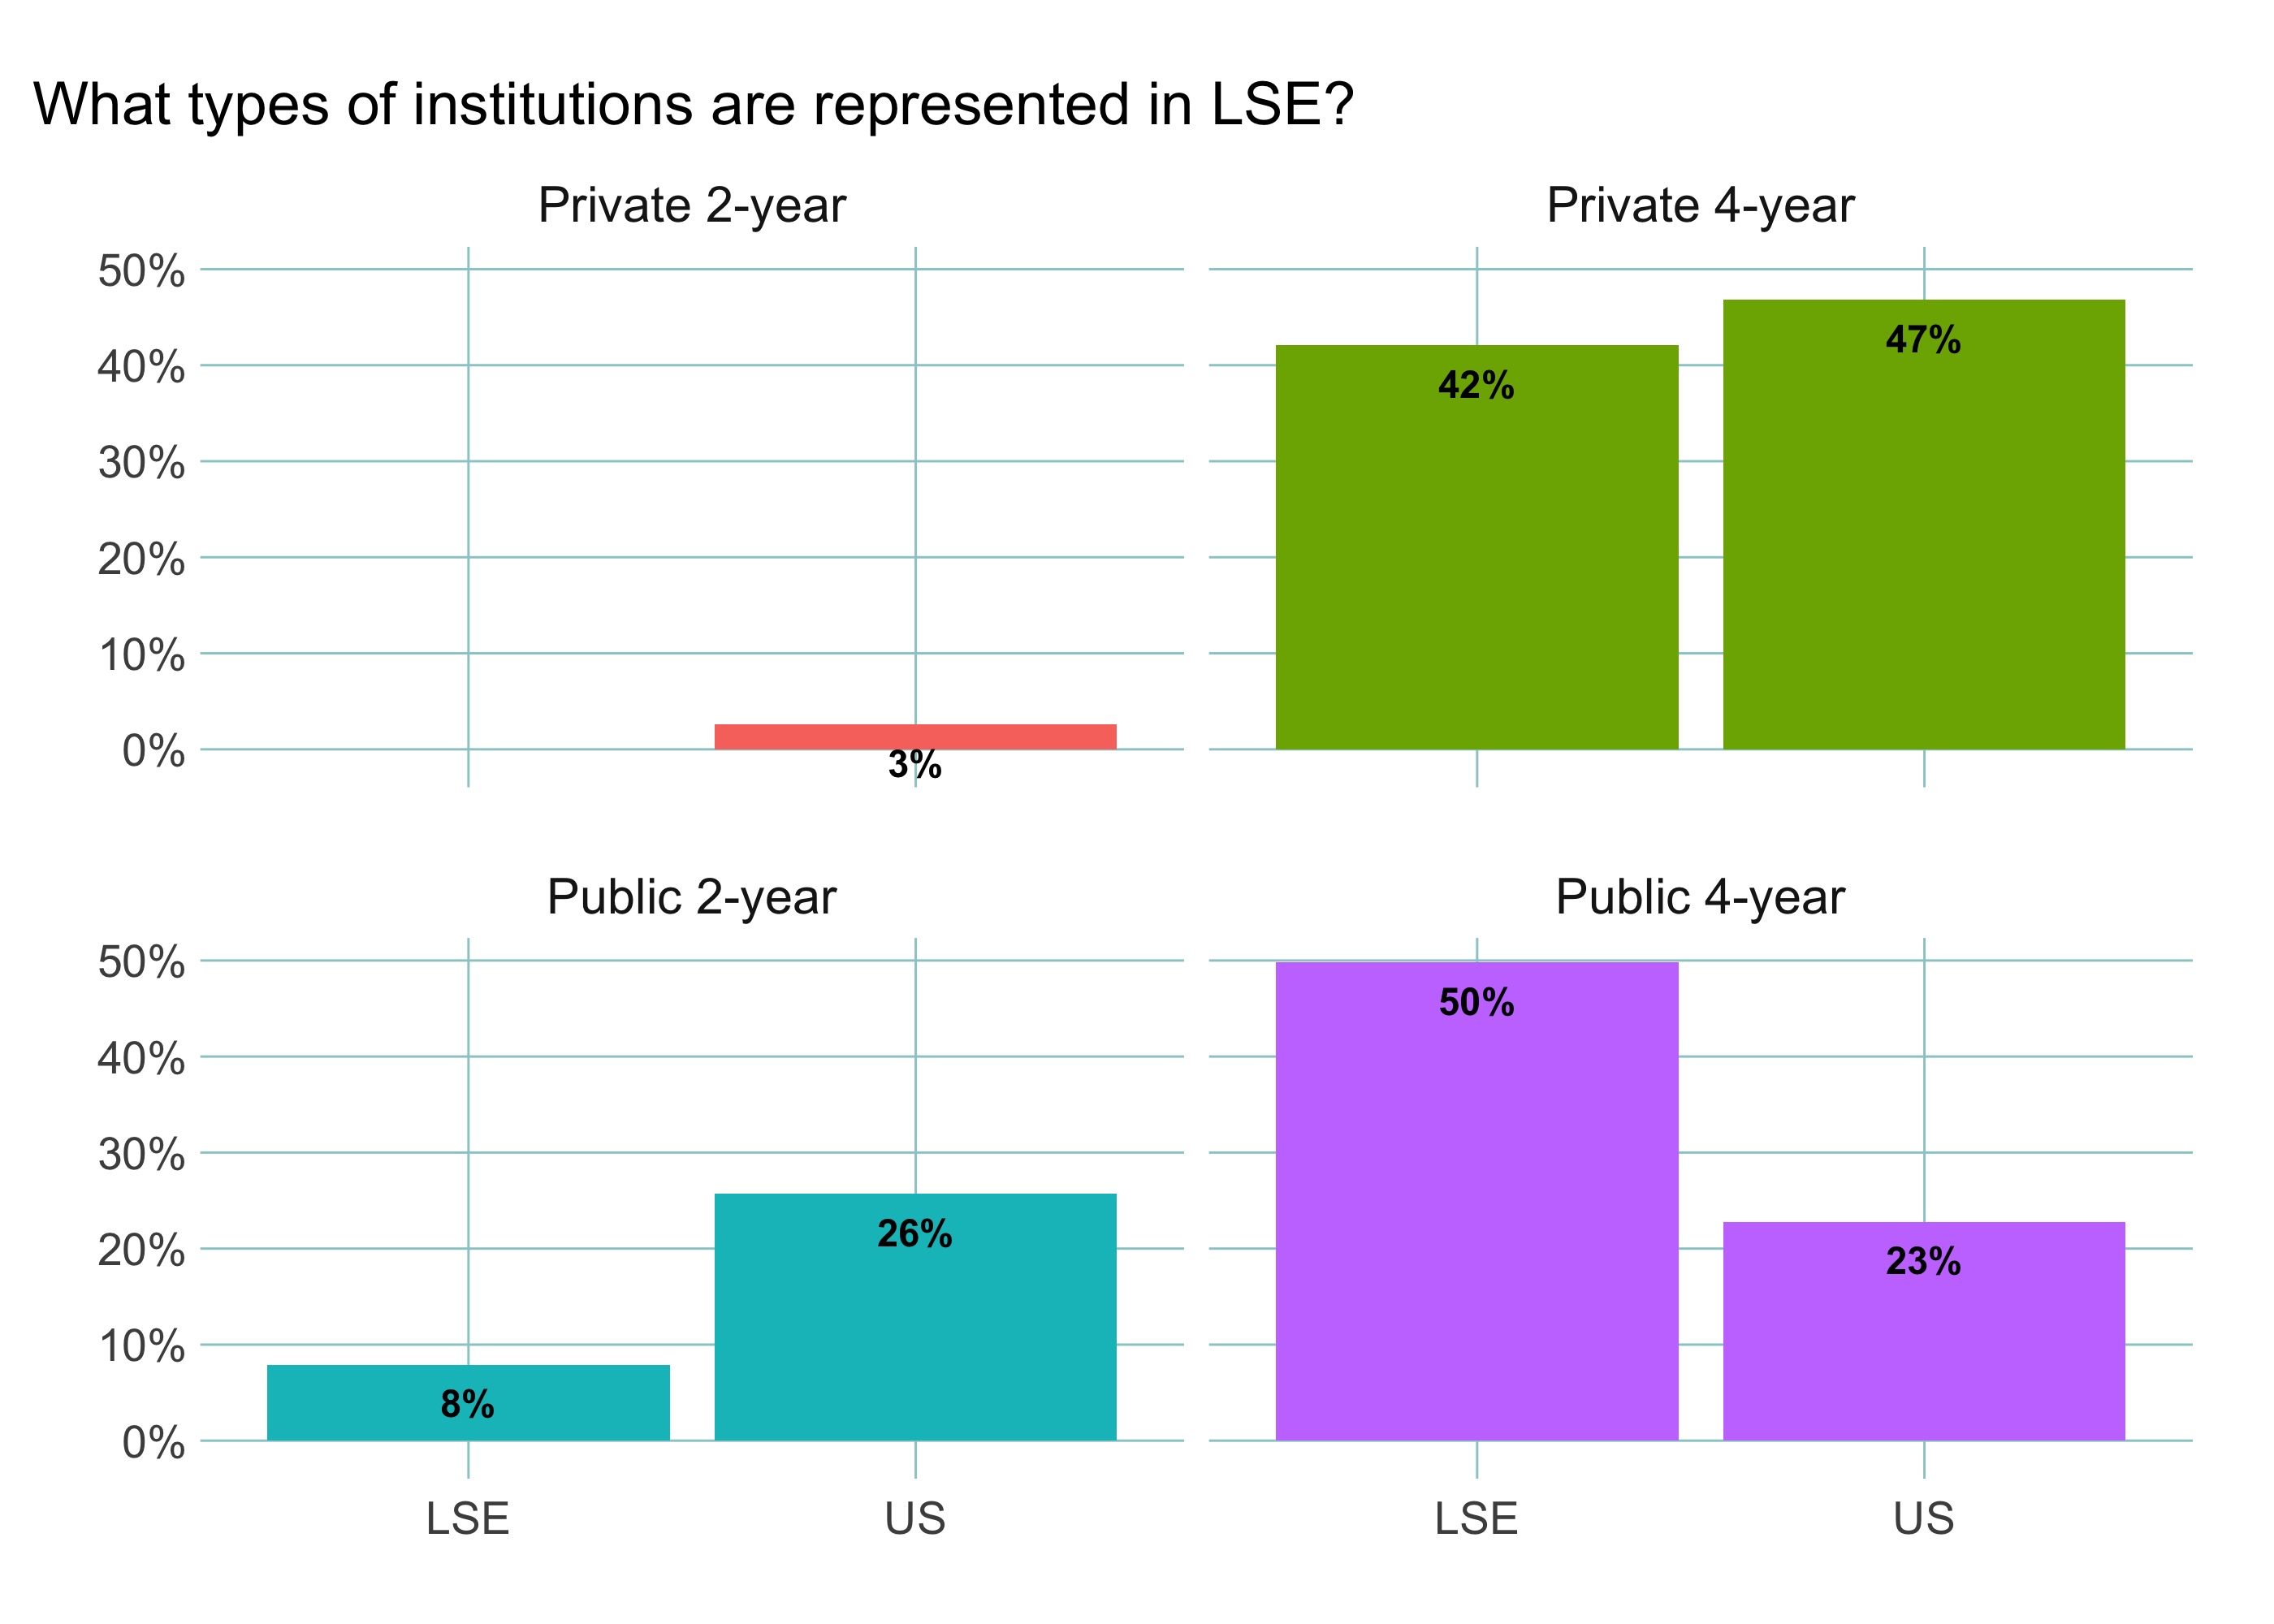 What types of institutions are represented in LSE?
Private 2-year
Private 4-year
50%
40%
30%
20%
10%
0%
3%
42%
47%
Public 2-year
Public 4-year
50%
40%
30%
20%
10%
0%
8%
26%
50%
23%
LSE
US
LSE
US